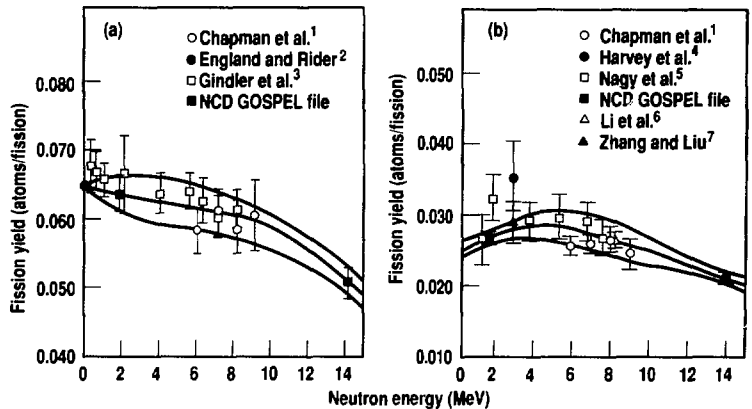 (a)
Chapman et al.1
England and Rider2
Gindler et al.3
NCD GOSPEL file
Fission yield (atoms/fission)
0.080
0.070
0.060
0.050
0.040
0 2 4 6 8 10 12 14
(b)
Chapman et al.1
Harvey et al.4
Nagy et al.5
NCD GOSPEL file
Li et al.6
Zhang and Liu7
Fission yield (atoms/fission)
0.050
0.040
0.030
0.020
0.010
0 2 4 6 8 10 12 14
Neutron energy (MeV)